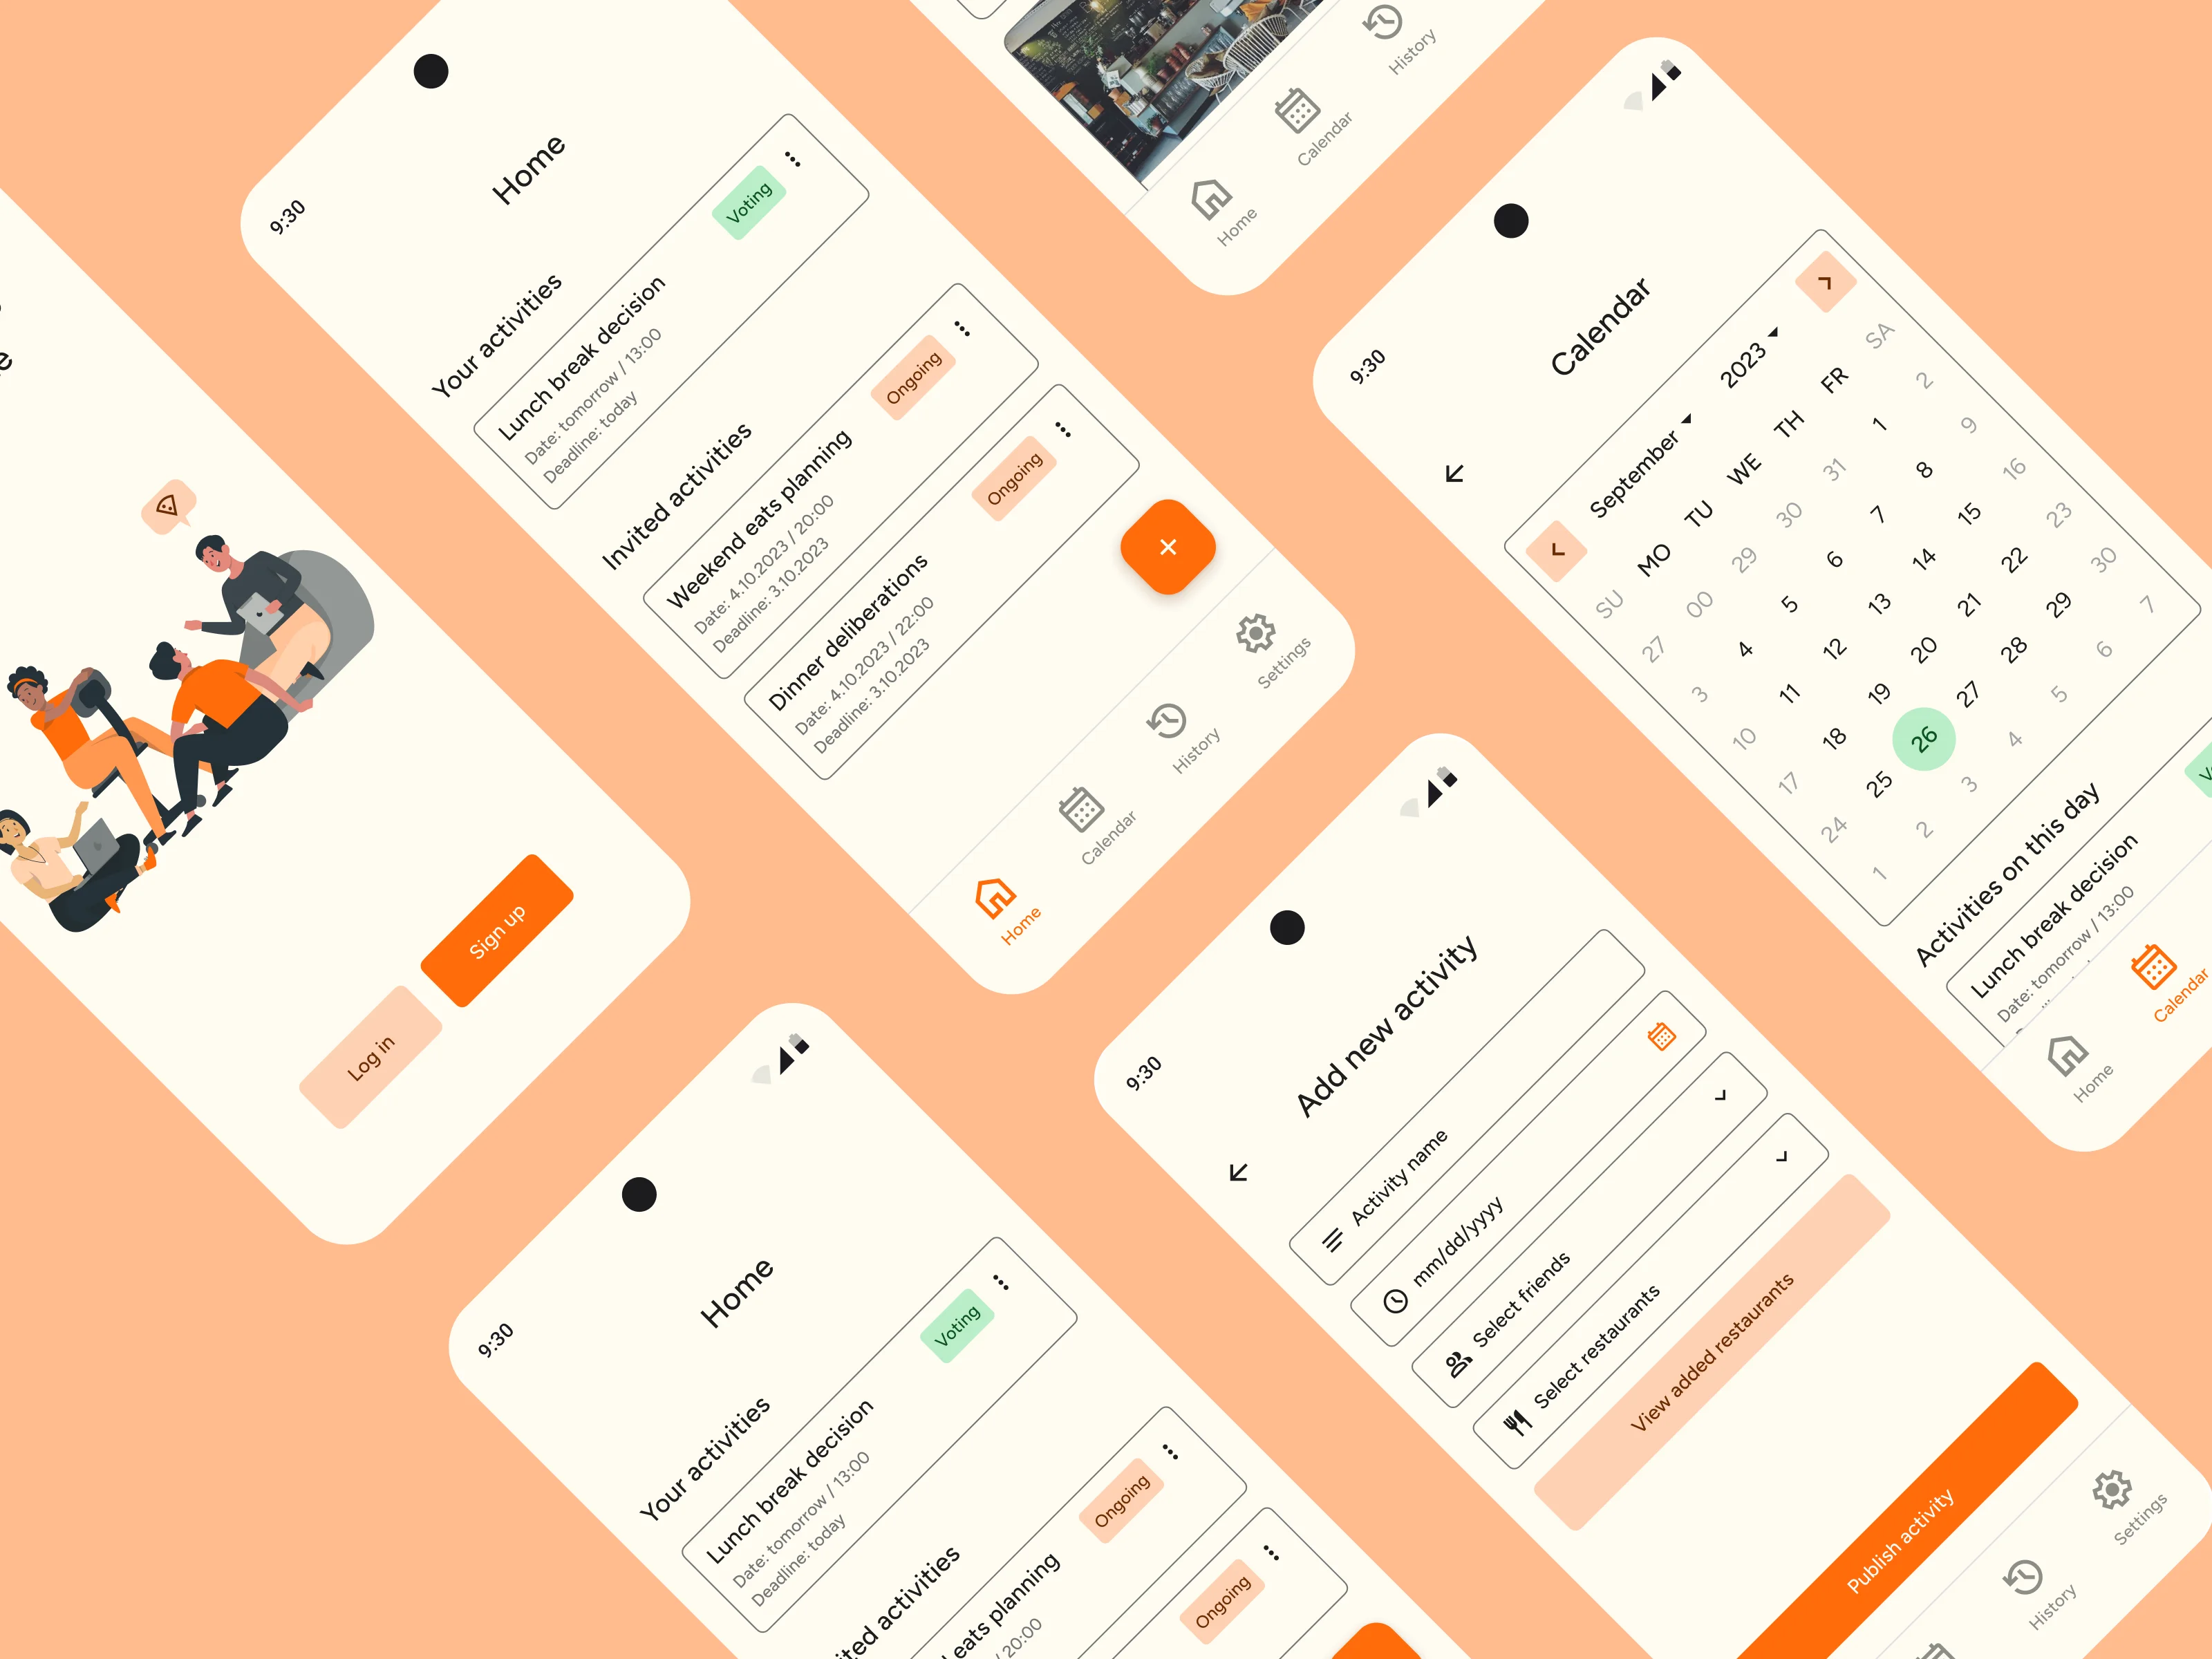 e
Sign up
Log in
9:30
Home
Your activities
Lunch break decision
Voting
Date: tomorrow / 13:00
Deadline: today
Invited activities
Weekend eats planning
Ongoing
Date: 4.10.2023 / 20:00
Deadline: 3.10.2023
Dinner deliberations
Ongoing
Date: 4.10.2023 / 22:00
Deadline: 3.10.2023
Home
Calendar
History
Settings
Home
Calendar
History
9:30
Calendar
September 2023
SU MO TU WE TH FR SA
27 00 29 30 31 1 2
3 4 5 6 7 8 9
10 11 12 13 14 15 16
17 18 19 20 21 22 23
24 25 26 27 28 29 30
1 2 3 4 5 6 7
Activities on this day
Lunch break decision
Date: tomorrow / 13:00
Home
Calendar
9:30
Home
Your activities
Lunch break decision
Voting
Date: tomorrow / 13:00
Deadline: today
ited activities
eats planning
Ongoing
/ 20:00
Ongoing
9:30
Add new activity
Activity name
mm/dd/yyyy
Select friends
Select restaurants
View added restaurants
Publish activity
History
Settings